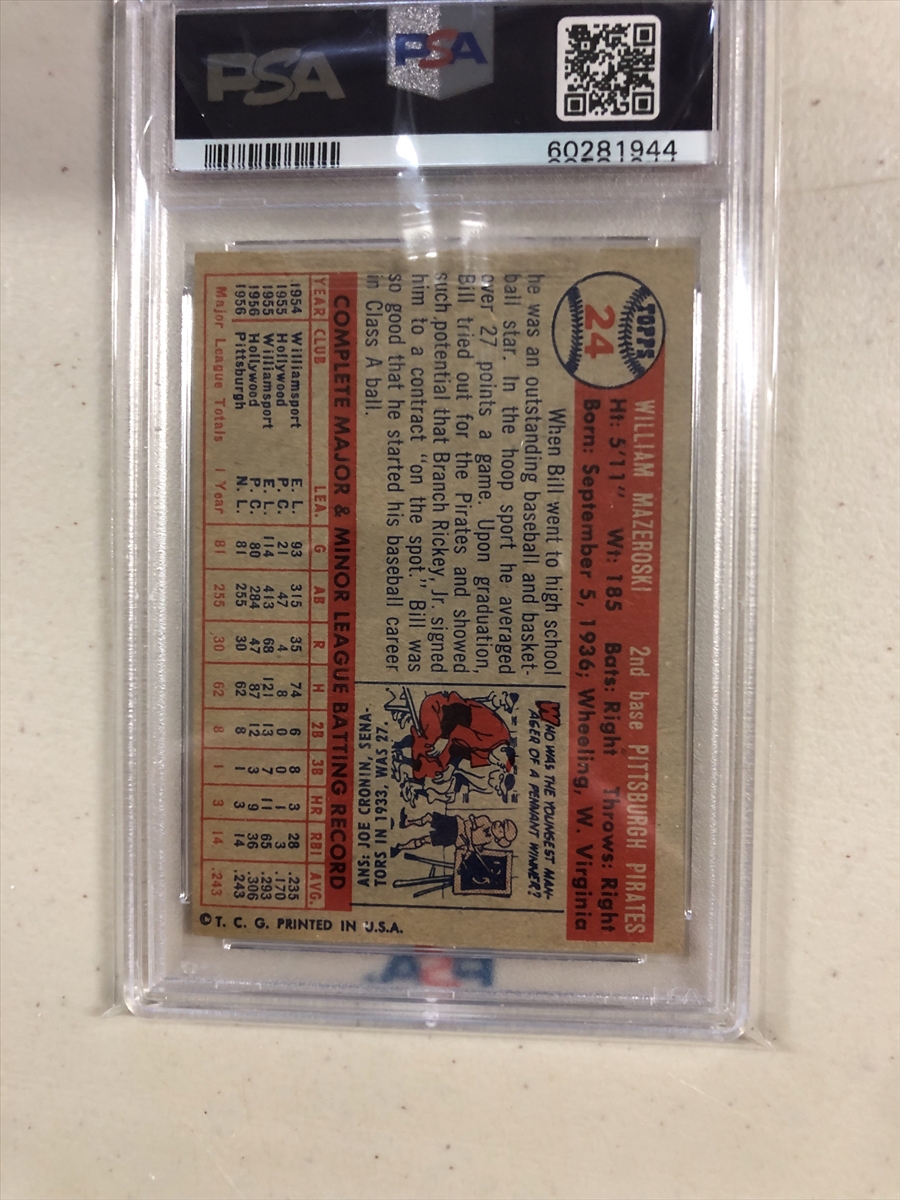 PSA
PSA
60281944
TOPPS
24
WILLIAM MAZEROSKI 2nd base PITTSBURGH PIRATES
Ht: 5'11" Wt: 185 Bats: Right Throws: Right
Born: September 5, 1936; Wheeling, W. Virginia
When Bill went to high school
he was an outstanding baseball and basket-
ball star. In the hoop sport he averaged
over 27 points a game. Upon graduation,
Bill tried out for the Pirates and showed
such potential that Branch Rickey, Jr. signed
him to a contract "on the spot." Bill was
so good that he started his baseball career
in Class A ball.
WHO WAS THE YOUNGEST MAN-
AGER OF A PENNANT WINNER?
ANS: JOE CRONIN, SENA-
TORS IN 1933, WAS 27.
COMPLETE MAJOR & MINOR LEAGUE BATTING RECORD
YEAR CLUB LEA. G AB R H 2B 3B HR RBI AVG.
1954 Williamsport E. L. 93 315 35 74 6 8 3 28 .235
1955 Hollywood P. C. 21 47 4 8 0 0 1 3 .170
1955 Williamsport E. L. 114 413 68 121 13 7 11 65 .293
1956 Hollywood P. C. 80 284 47 87 12 3 9 36 .306
1956 Pittsburgh N. L. 81 255 30 62 8 1 3 14 .243
Major League Totals 1 Year 81 255 30 62 8 1 3 14 .243
©T. C. G. PRINTED IN U.S.A.
PSA